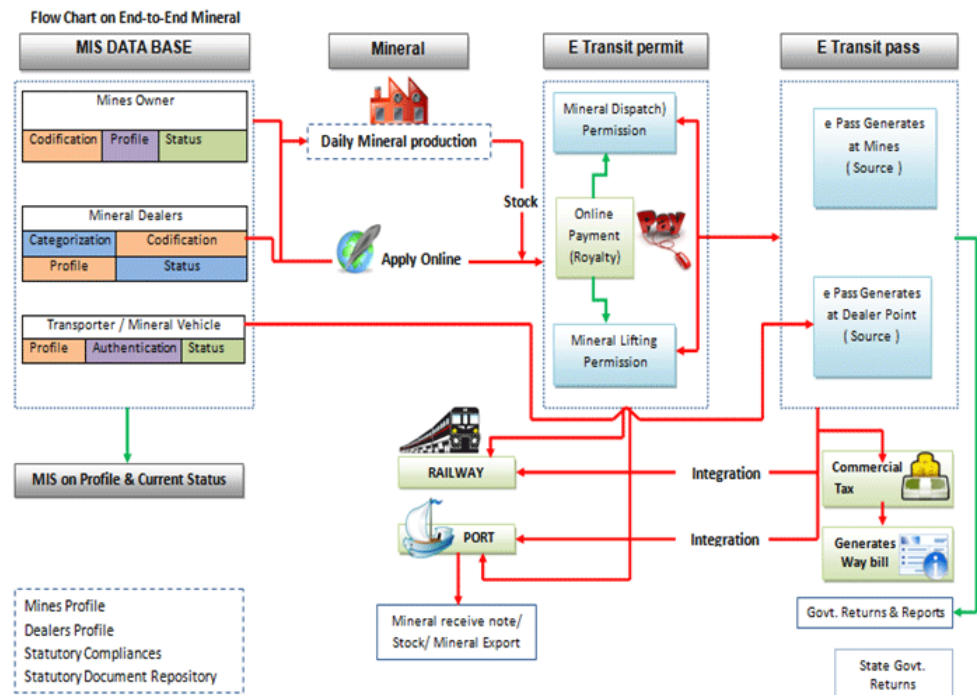 Flow Chart on End-to-End Mineral
MIS DATA BASE
Mineral
E Transit permit
E Transit pass
Mines Owner
Codification Profile Status
Mineral Dealers
Categorization Codification
Profile Status
Transporter / Mineral Vehicle
Profile Authentication Status
MIS on Profile & Current Status
Mines Profile
Dealers Profile
Statutory Compliances
Statutory Document Repository
Daily Mineral production
Stock
Apply Online
Mineral Dispatch)
Permission
Online
Payment
(Royalty)
Pay
Mineral Lifting
Permission
e Pass Generates
at Mines
( Source )
e Pass Generates
at Dealer Point
( Source )
RAILWAY
Integration
PORT
Integration
Commercial
Tax
Generates
Way bill
Mineral receive note/
Stock/ Mineral Export
Govt. Returns & Reports
State Govt.
Returns